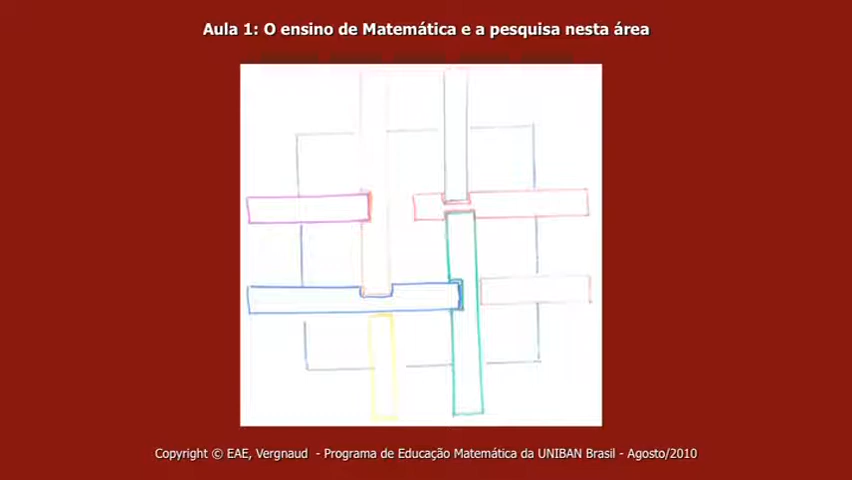 Aula 1: O ensino de Matemática e a pesquisa nesta área
Copyright © EAE, Vergnaud - Programa de Educação Matemática da UNIBAN Brasil - Agosto/2010